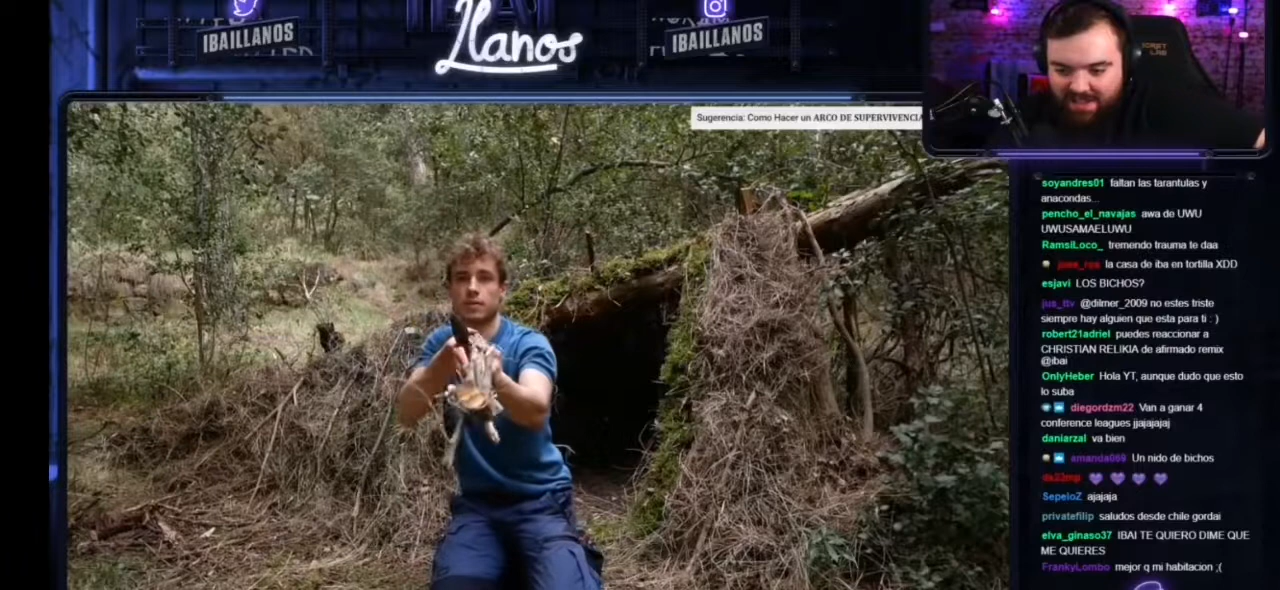 IBAILLANOS
Llanos
IBAILLANOS
Sugerencia: Como Hacer un ARCO DE SUPERVIVENCIA
soyandres01 faltan las tarantulas y
anacondas...
pencho_el_navajas awa de UWU
UWUSAMAELUWU
RamsiLoco_ tremendo trauma te daa
la casa de iba en tortilla XDD
esjavi LOS BICHOS?
jus_ttv @dilmer_2009 no estes triste
siempre hay alguien que esta para ti : )
robert21adriel puedes reaccionar a
CHRISTIAN RELIKIA de afirmado remix
@ibai
OnlyHeber Hola YT, aunque dudo que esto
lo suba
diegordzm22 Van a ganar 4
conference leagues jjajajajaj
daniarzal va bien
amanda069 Un nido de bichos
SepeloZ ajajaja
privatefilip saludos desde chile gordai
elva_ginaso37 IBAI TE QUIERO DIME QUE
ME QUIERES
FrankyLombo mejor q mi habitacion ;(